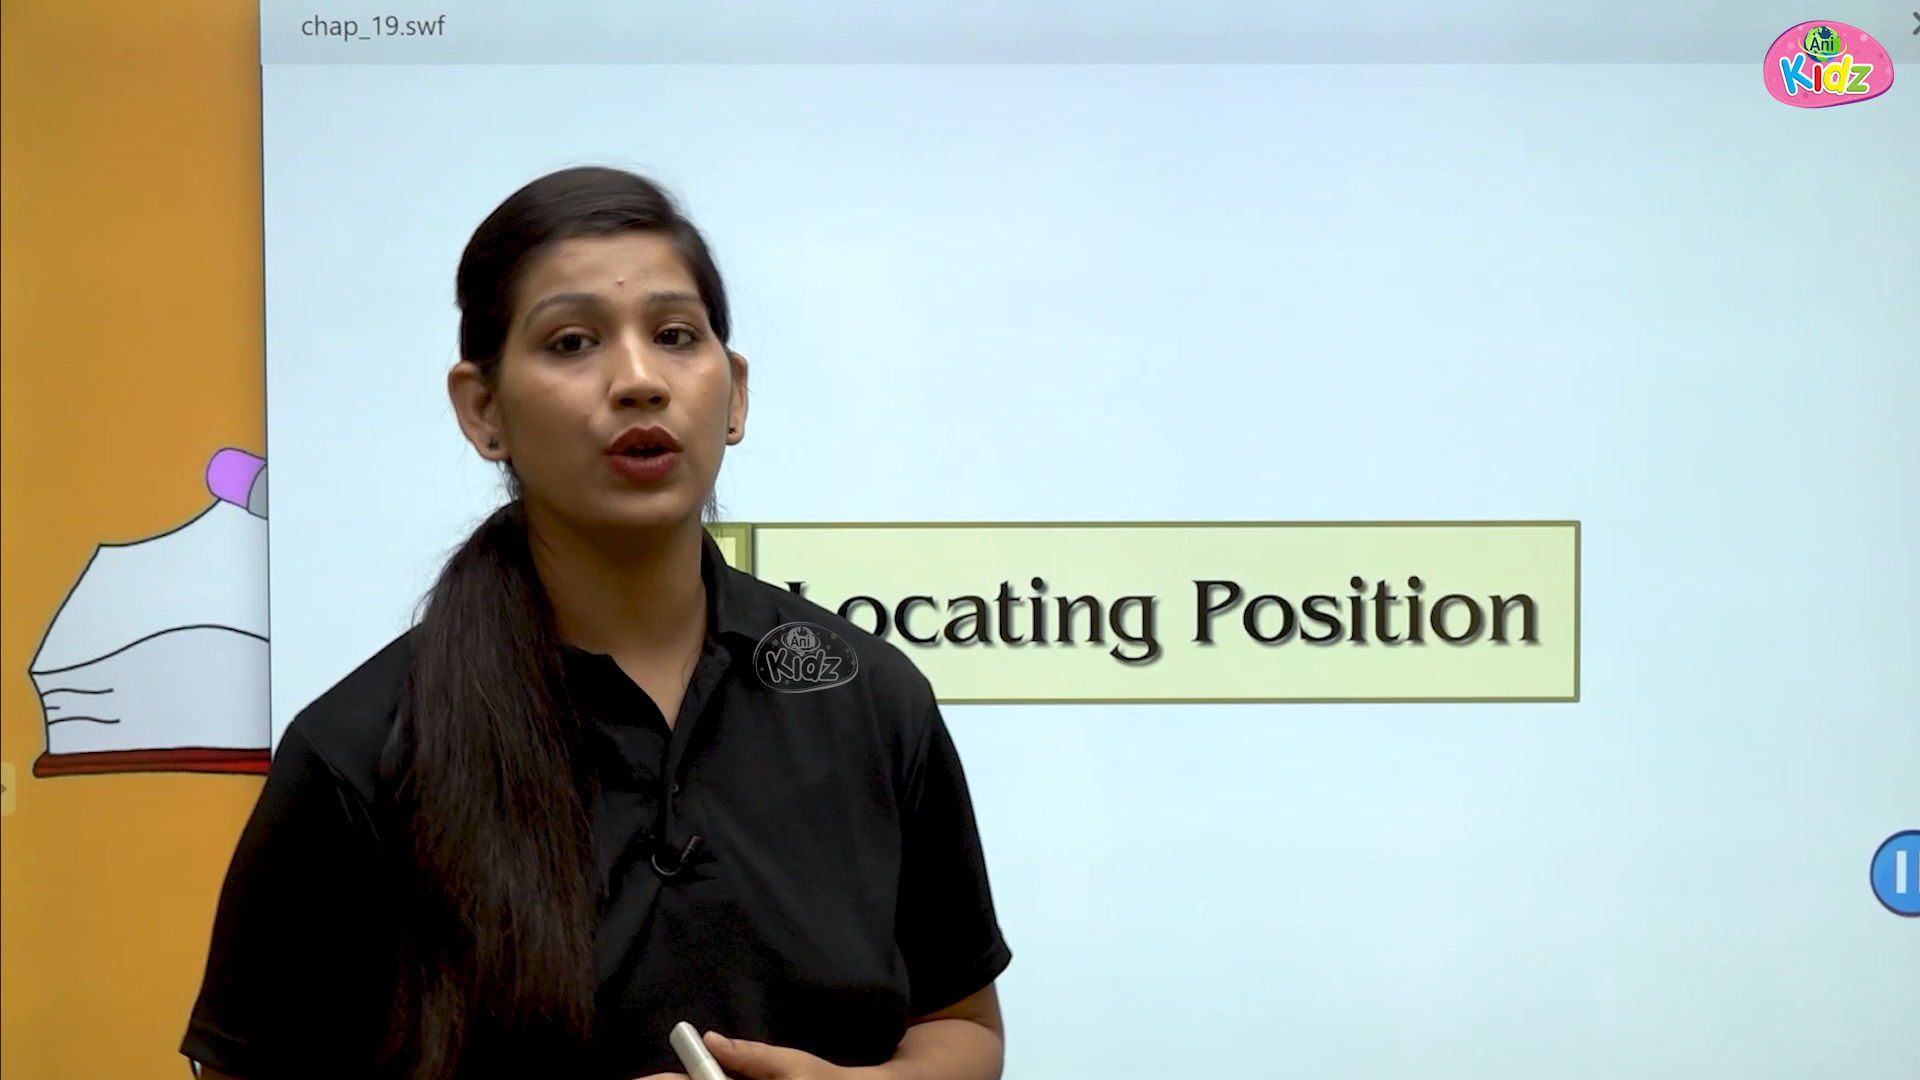 chap_19.swf
Ani
Kidz
Locating Position
Ani
Kidz